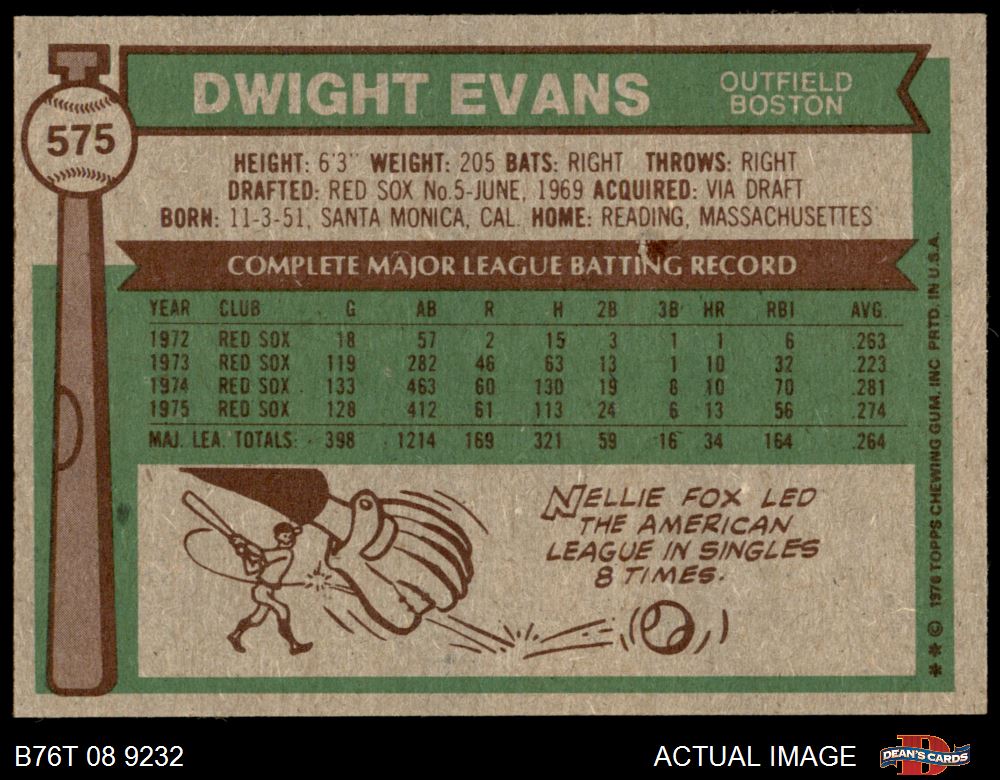 575
DWIGHT EVANS
OUTFIELD
BOSTON
HEIGHT: 6'3" WEIGHT: 205 BATS: RIGHT THROWS: RIGHT
DRAFTED: RED SOX No.5-JUNE, 1969 ACQUIRED: VIA DRAFT
BORN: 11-3-51, SANTA MONICA, CAL. HOME: READING, MASSACHUSETTES
COMPLETE MAJOR LEAGUE BATTING RECORD
YEAR CLUB G AB R H 2B 3B HR RBI AVG.
1972 RED SOX 18 57 2 15 3 1 1 6 .263
1973 RED SOX 119 282 46 63 13 1 10 32 .223
1974 RED SOX 133 463 60 130 19 8 10 70 .281
1975 RED SOX 128 412 61 113 24 6 13 56 .274
MAJ. LEA. TOTALS: 398 1214 169 321 59 16 34 164 .264
NELLIE FOX LED
THE AMERICAN
LEAGUE IN SINGLES
8 TIMES.
** © 1976 TOPPS CHEWING GUM, INC PRTD. IN U.S.A.
B76T 08 9232
ACTUAL IMAGE
DEAN'S CARDS